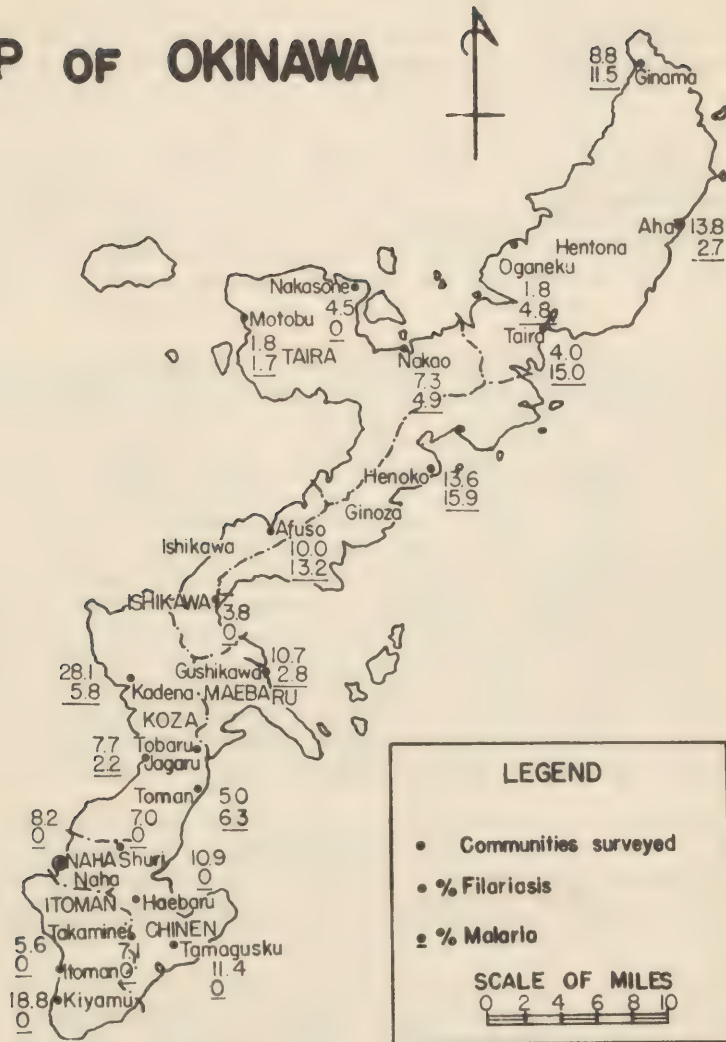 P OF OKINAWA
8.8
11.5
Ginama
Aha
13.8
2.7
Hentona
Oganeku
1.8
4.8
Nakasone
4.5
0
Motobu
1.8
1.7
TAIRA
Taira
4.0
15.0
Nakao
7.3
4.9
Henoko
13.6
15.9
Ginoza
Afuso
10.0
13.2
Ishikawa
ISHIKAWA
3.8
0
Gushikawa
10.7
2.8
28.1
5.8
Kadena
MAEBARU
KOZA
Tobaru
7.7
2.2
Jagaru
Toman
5.0
6.3
8.2
0
7.0
0
NAHA
Shuri
Naha
10.9
0
ITOMAN
Haebaru
Takamine
CHINEN
7.1
0
Tamagusku
11.4
0
5.6
0
Itoman
18.8
0
Kiyamu
LEGEND
Communities surveyed
% Filariasis
% Malaria
SCALE OF MILES
0 2 4 6 8 10